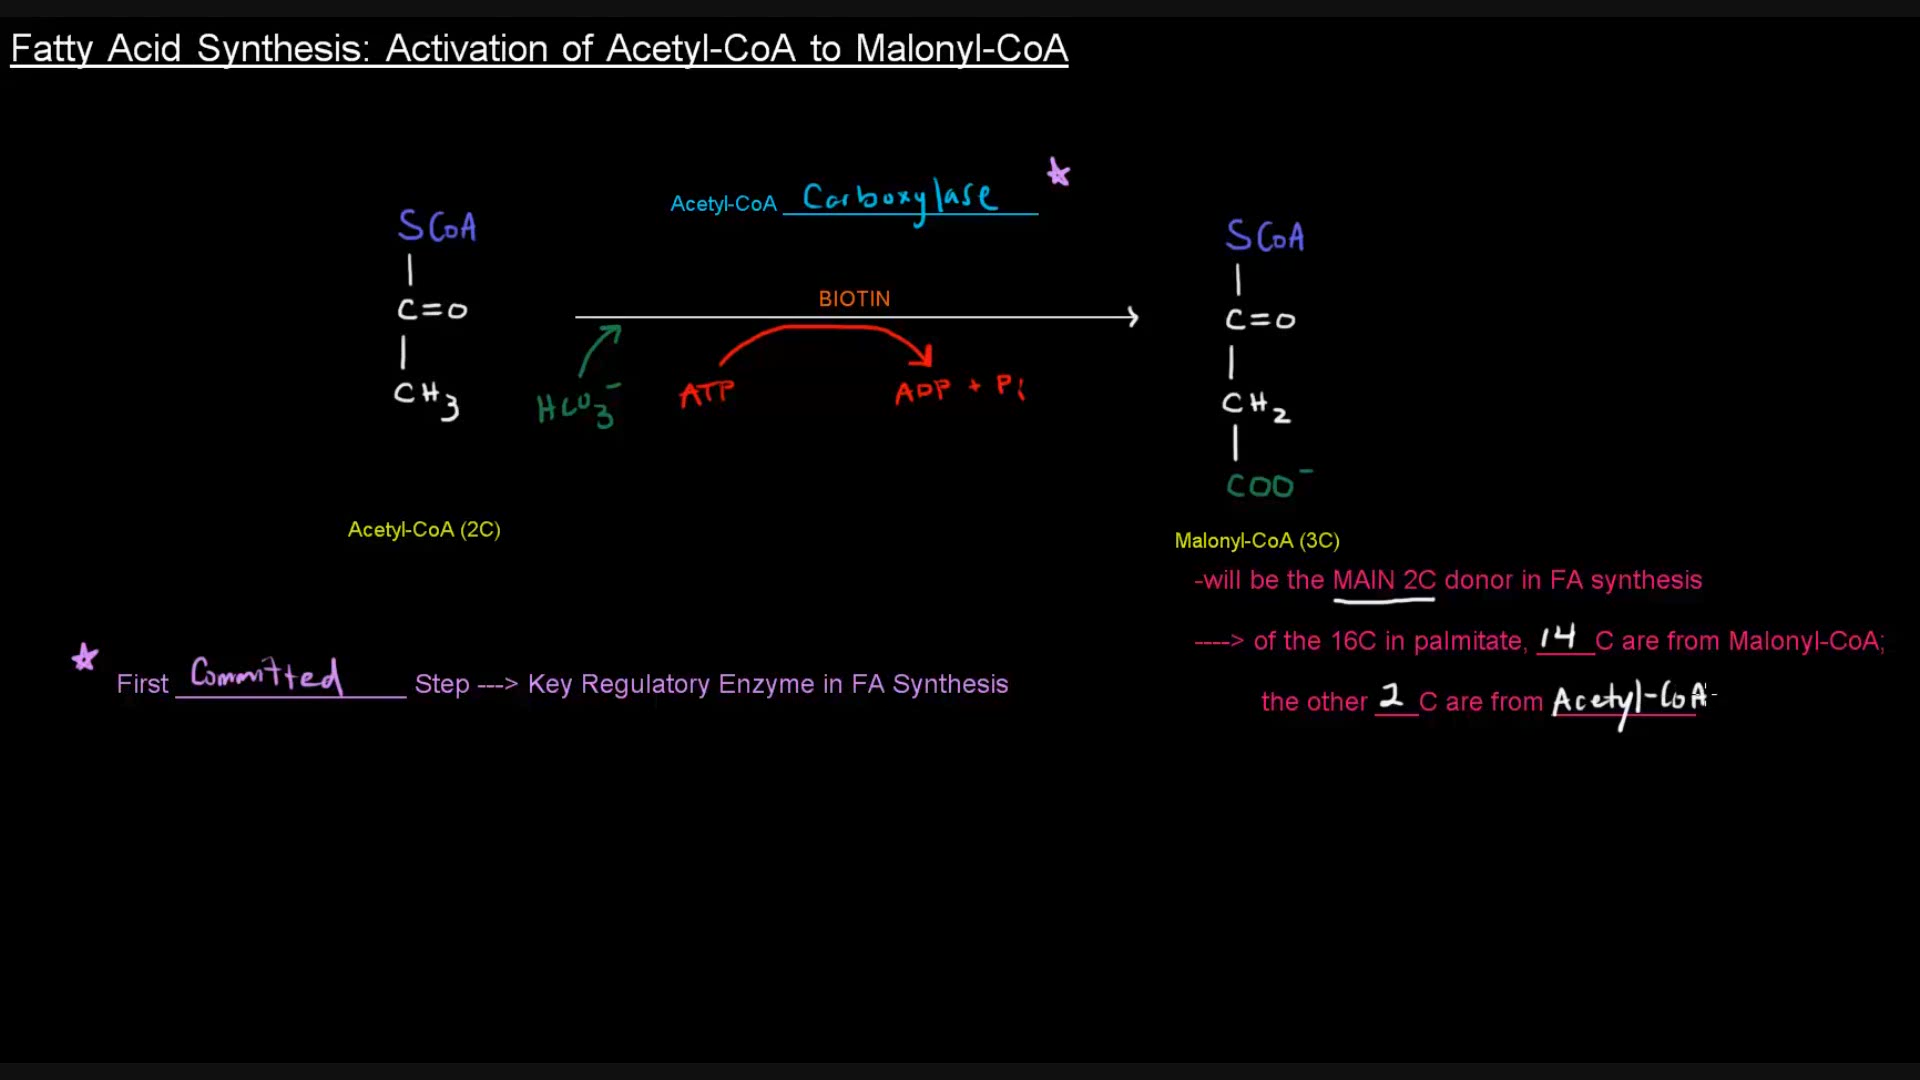 Fatty Acid Synthesis: Activation of Acetyl-CoA to Malonyl-CoA
Acetyl-CoA Carboxylase
SCoA
C=O
CH3
BIOTIN
HCO3-
ATP
ADP + Pi
SCoA
C=O
CH2
COO-
Acetyl-CoA (2C)
Malonyl-CoA (3C)
-will be the MAIN 2C donor in FA synthesis
----> of the 16C in palmitate, 14 C are from Malonyl-CoA;
the other 2 C are from Acetyl-CoA
First Committed Step ---> Key Regulatory Enzyme in FA Synthesis